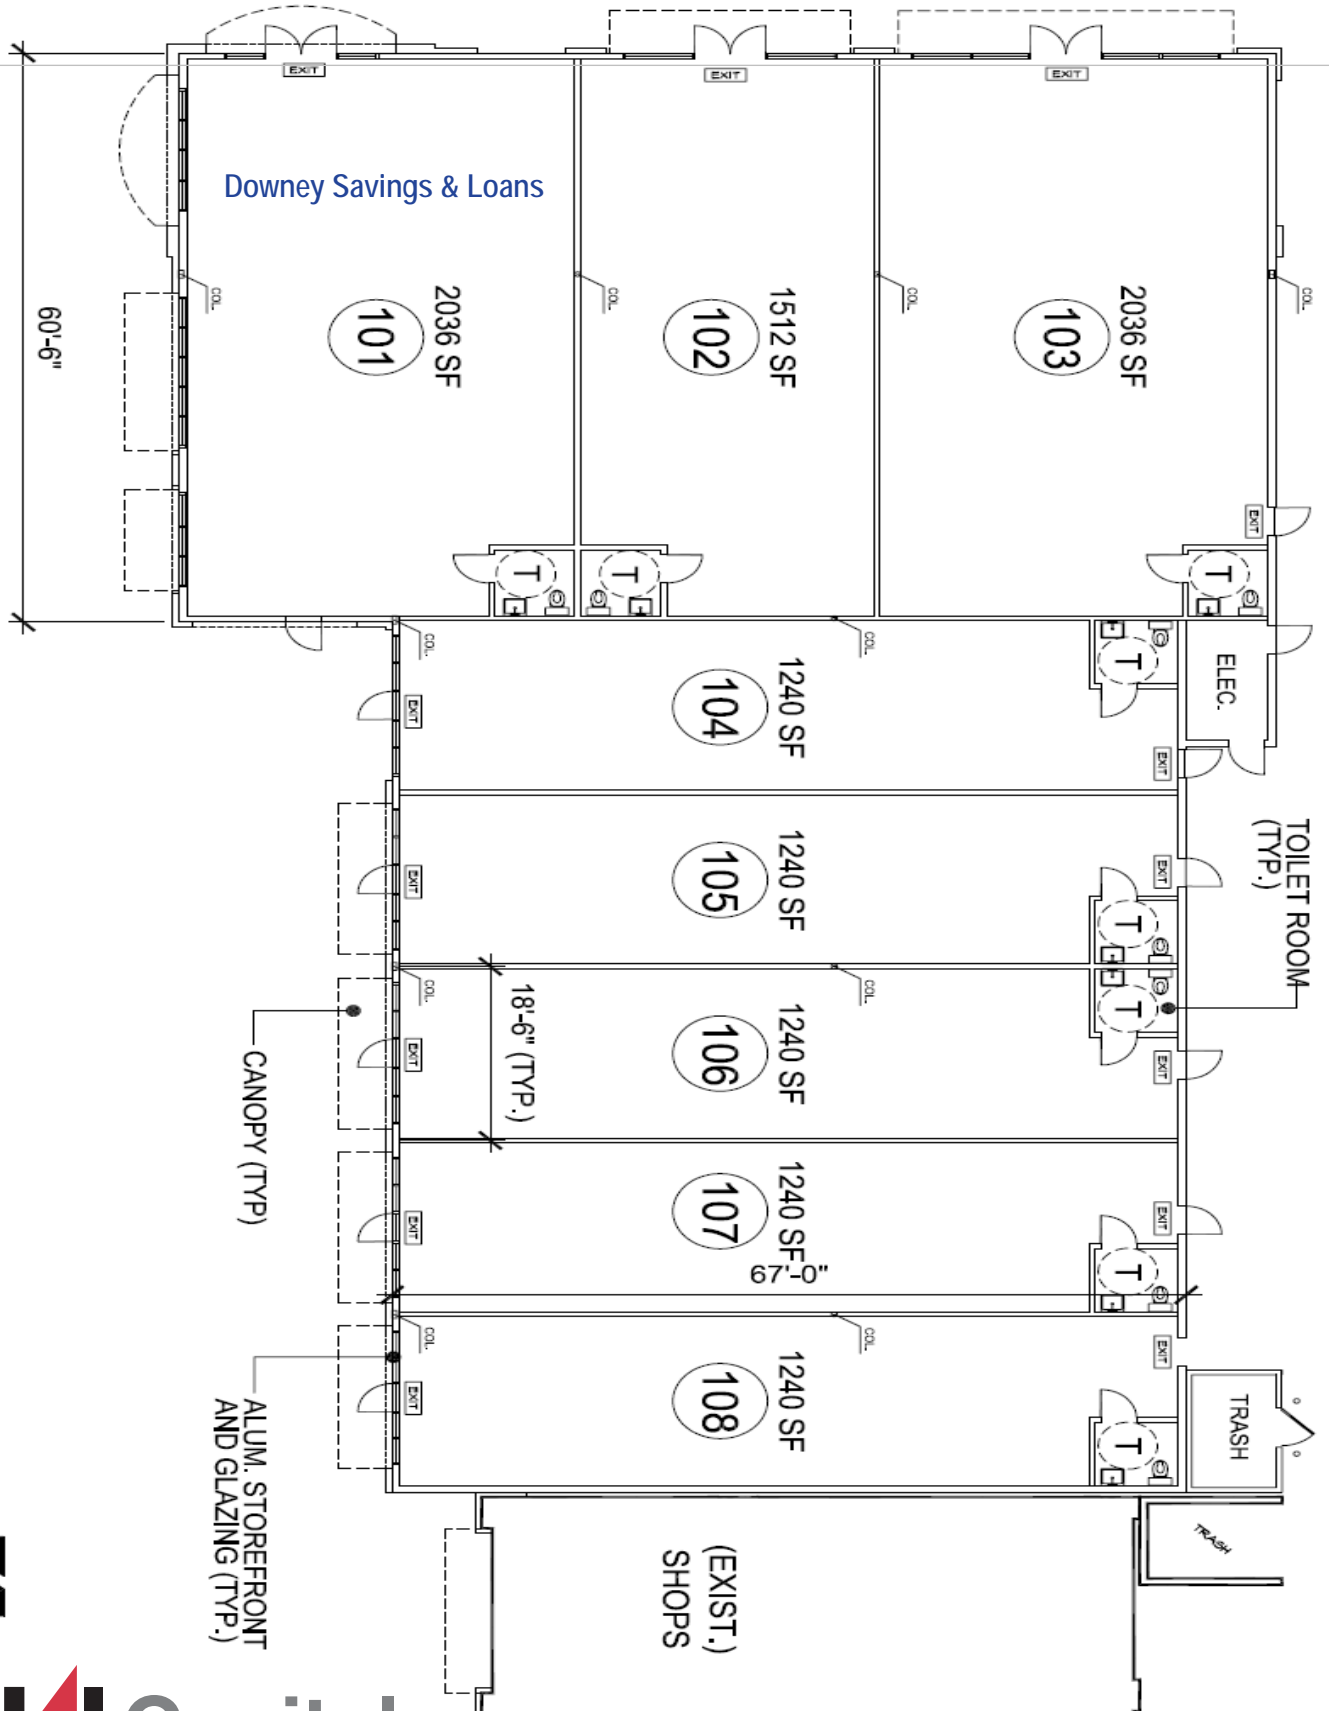 EXIT
EXIT
EXIT
Downey Savings & Loans
60'-6"
COL.
COL.
COL.
COL.
2036 SF
101
1512 SF
102
2036 SF
103
EXIT
T
T
T
COL.
COL.
T
ELEC.
1240 SF
104
EXIT
EXIT
TOILET ROOM
(TYP.)
1240 SF
105
EXIT
EXIT
T
COL.
COL.
18'-6" (TYP.)
T
1240 SF
106
EXIT
EXIT
CANOPY (TYP)
1240 SF
107
EXIT
EXIT
67'-0"
T
COL.
COL.
1240 SF
108
EXIT
EXIT
T
TRASH
ALUM. STOREFRONT
AND GLAZING (TYP.)
TRASH
(EXIST.)
SHOPS